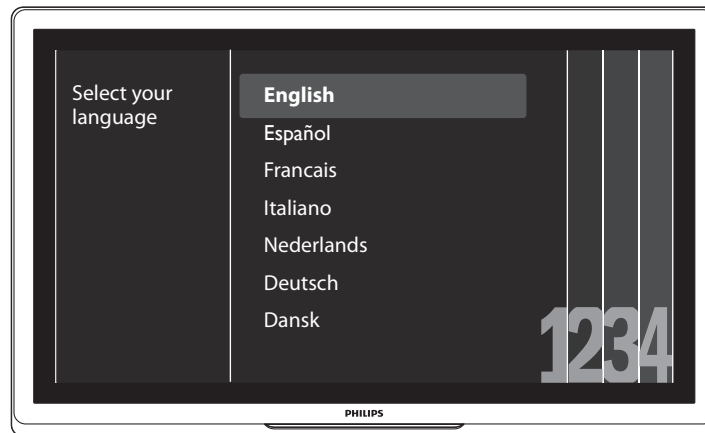 Select your
language
English
Español
Francais
Italiano
Nederlands
Deutsch
Dansk
1234
PHILIPS